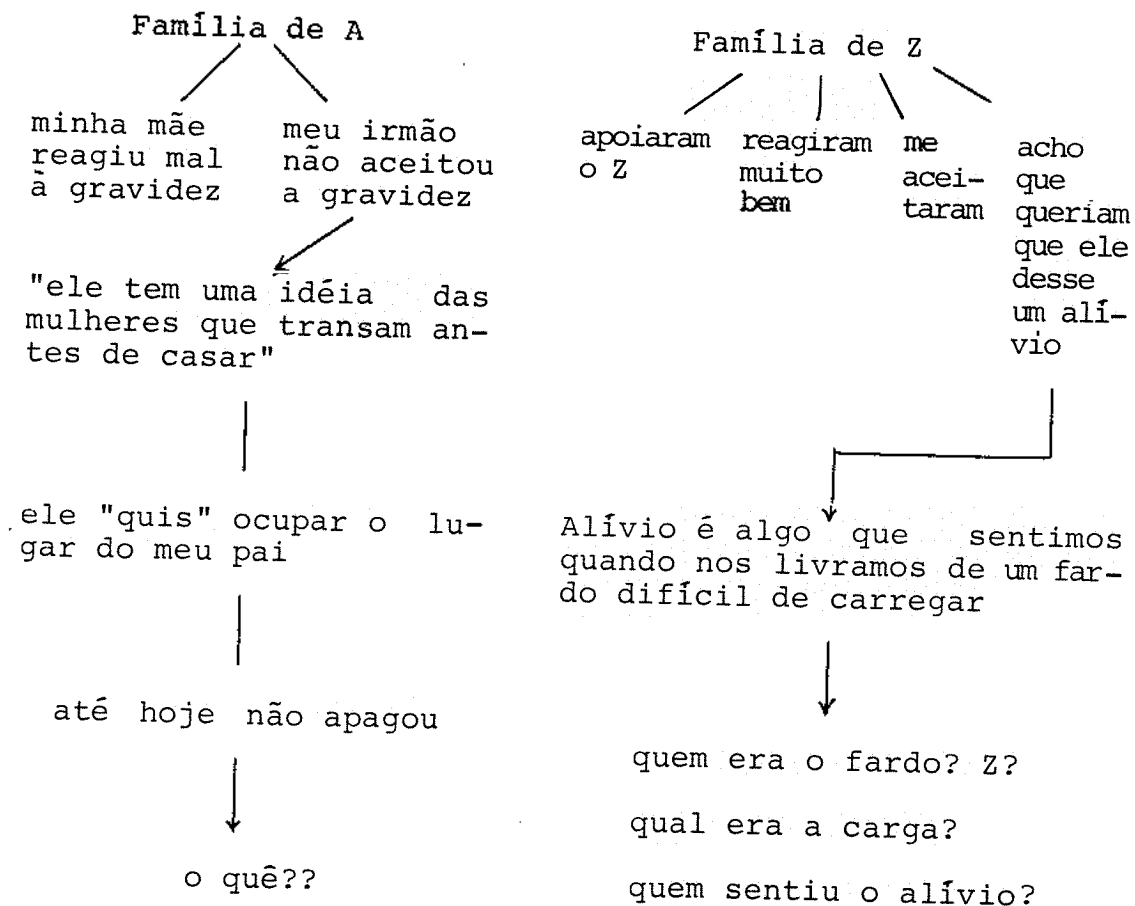 Família de A
minha mãe
reagiu mal
à gravidez
meu irmão
não aceitou
a gravidez
"ele tem uma idéia das
mulheres que transam an-
tes de casar"
ele "quis" ocupar o lu-
gar do meu pai
até hoje não apagou
o quê??
Família de Z
apoiaram
o Z
reagiram
muito
bem
me
acei-
taram
acho
que
queriam
que ele
desse
um alí-
vio
Alívio é algo que sentimos
quando nos livramos de um far-
do difícil de carregar
quem era o fardo? Z?
qual era a carga?
quem sentiu o alívio?